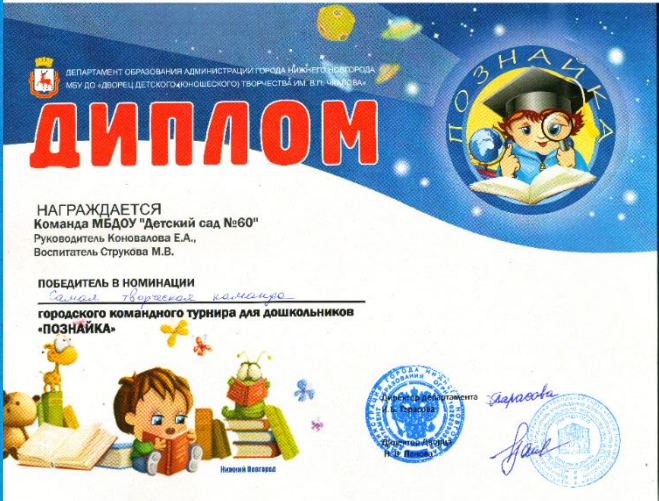 ДЕПАРТАМЕНТ ОБРАЗОВАНИЯ АДМИНИСТРАЦИИ ГОРОДА НИЖНЕГО НОВГОРОДА
МБУ ДО «ДВОРЕЦ ДЕТСКОГО (ЮНОШЕСКОГО) ТВОРЧЕСТВА ИМ. В.П. ЧКАЛОВА»
ПОЗНАЙКА
ДИПЛОМ
НАГРАЖДАЕТСЯ
Команда МБДОУ "Детский сад №60"
Руководитель Коновалова Е.А.,
Воспитатель Струкова М.В.
ПОБЕДИТЕЛЬ В НОМИНАЦИИ
Самая творческая команда
городского командного турнира для дошкольников
«ПОЗНАЙКА»
Директор департамента
И.Б. Тарасова
Тарасова
Директор Дворца
Нижний Новгород